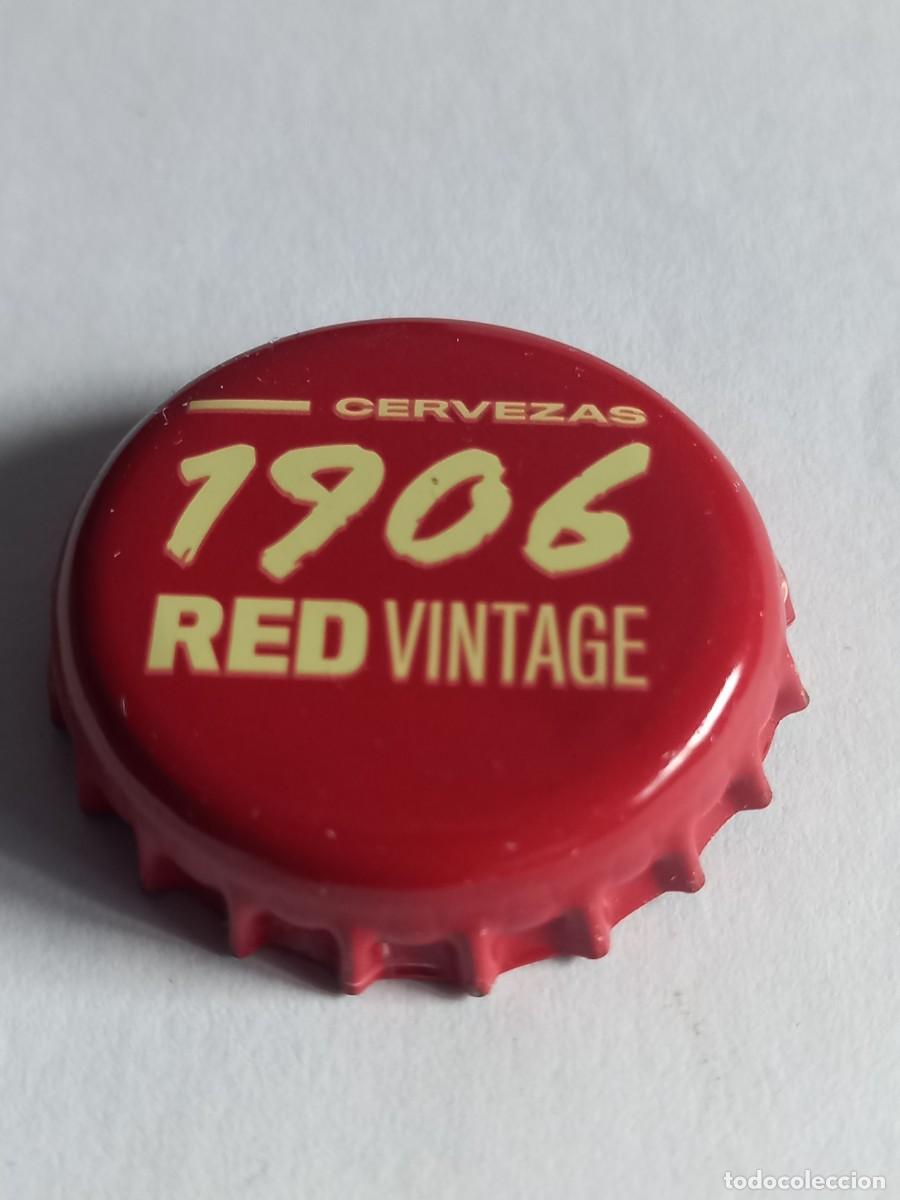 CERVEZAS
1906
RED VINTAGE
todocoleccion